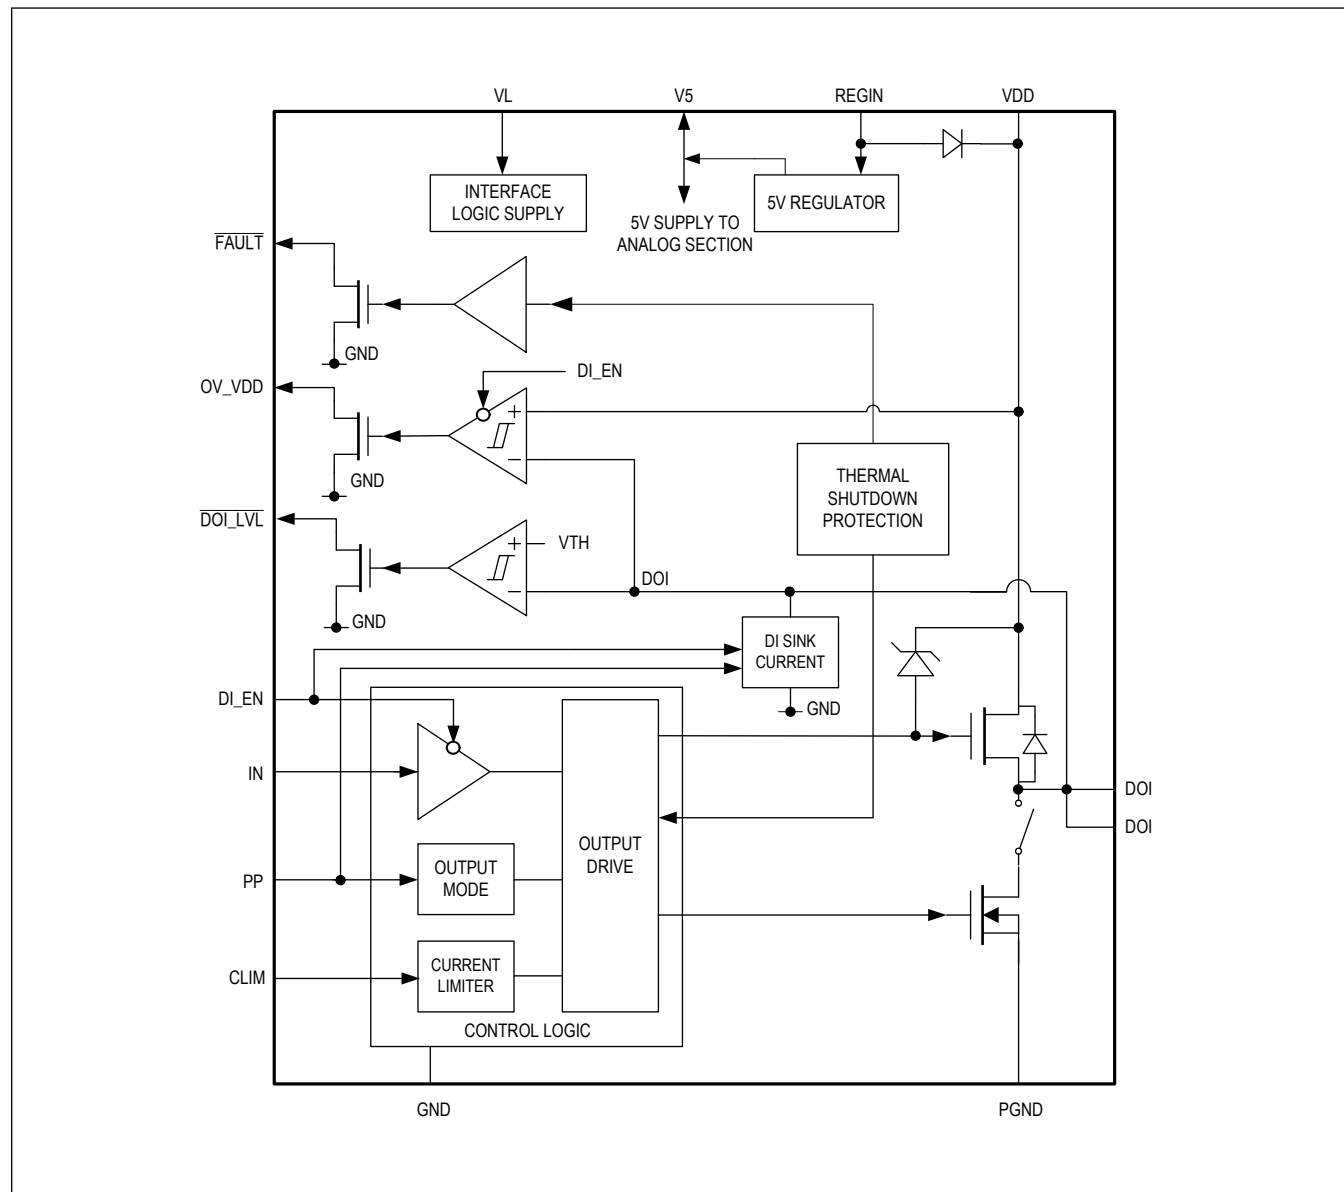 VL
V5
REGIN
VDD
INTERFACE
LOGIC SUPPLY
5V REGULATOR
5V SUPPLY TO
ANALOG SECTION
FAULT
GND
OV_VDD
DI_EN
+
−
GND
THERMAL
SHUTDOWN
PROTECTION
DOI_LVL
+
VTH
−
DOI
GND
DI SINK
CURRENT
GND
DI_EN
IN
PP
CLIM
OUTPUT
MODE
CURRENT
LIMITER
OUTPUT
DRIVE
CONTROL LOGIC
DOI
DOI
GND
PGND